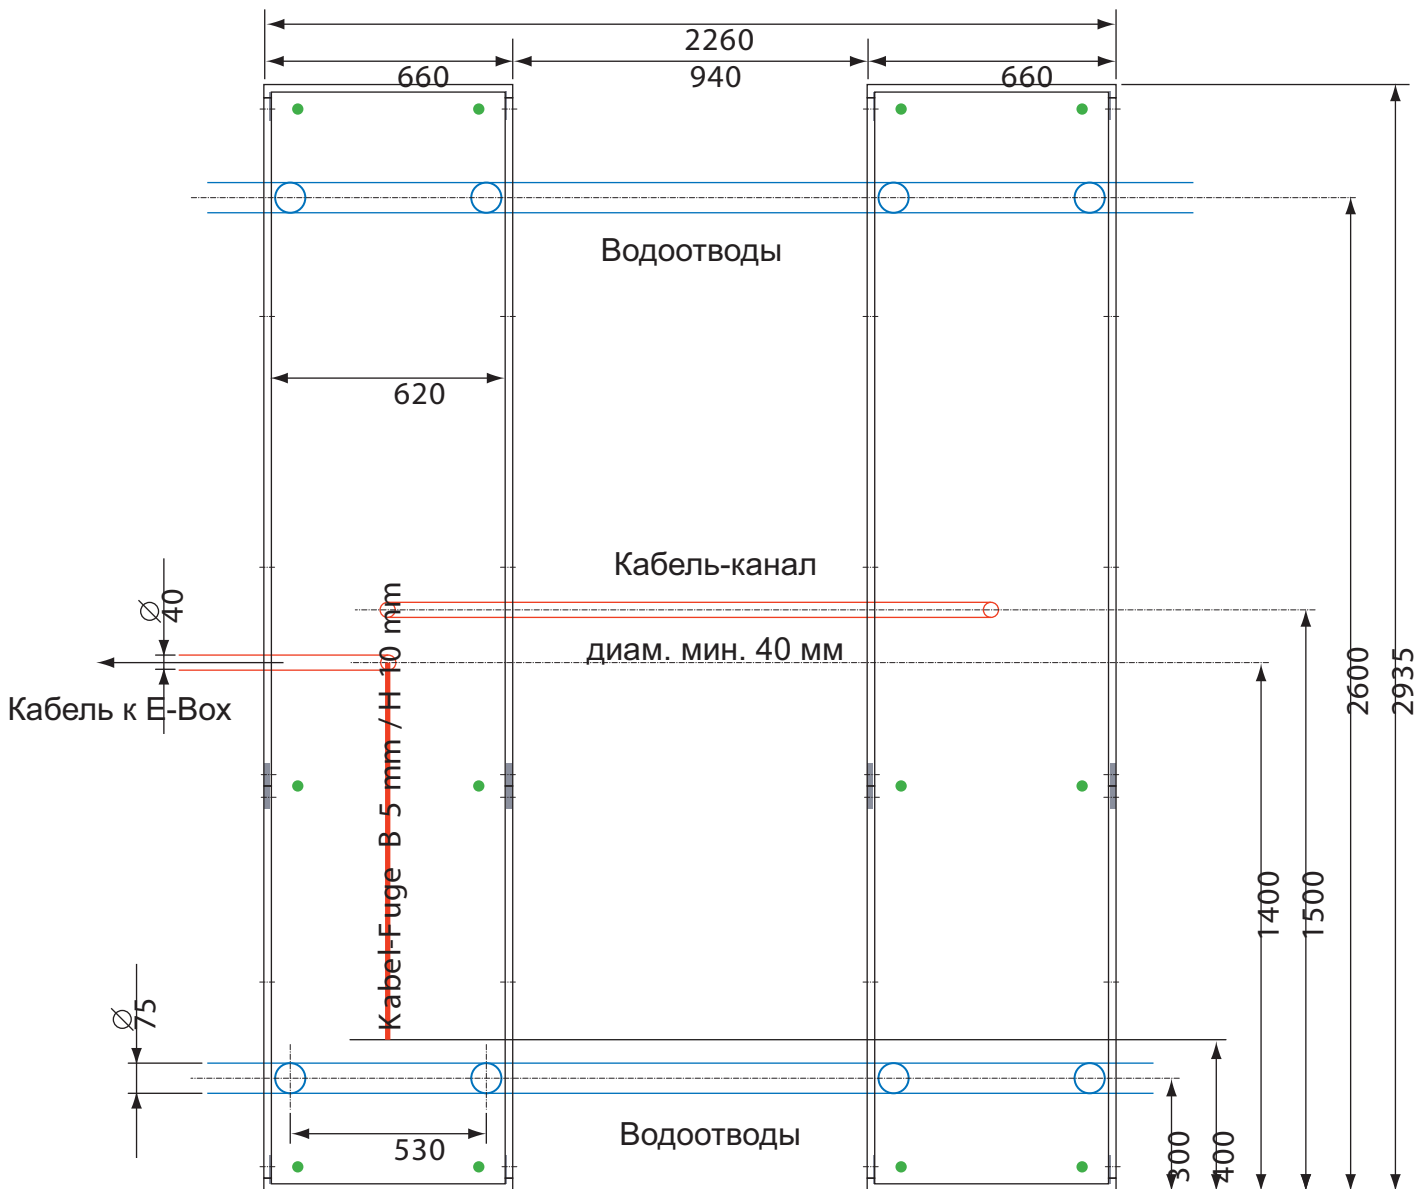 2260
660
940
660
Водоотводы
620
Кабель-канал
Ø 40
диам. мин. 40 мм
Кабель к E-Box
Kabel-Fuge B 5 mm / H 10 mm
2600
2935
1400
1500
Ø 75
530
Водоотводы
300
400